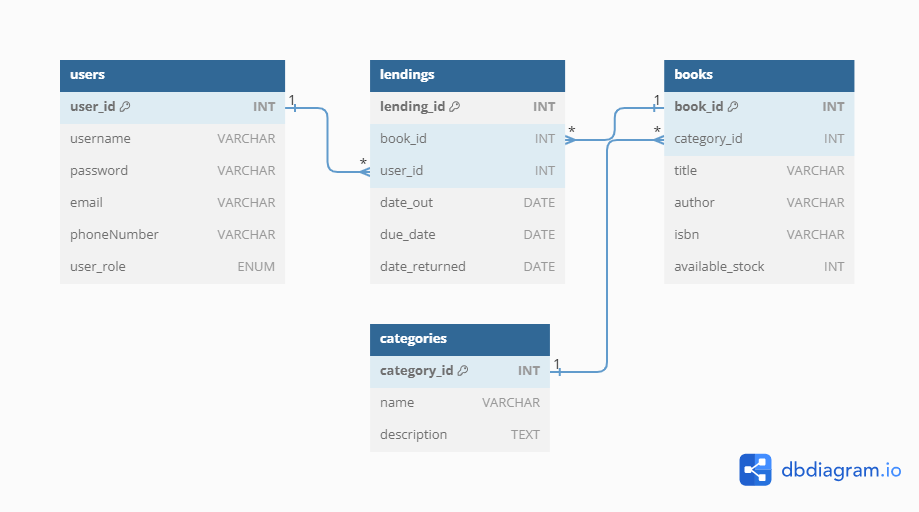 users
user_id INT
username VARCHAR
password VARCHAR
email VARCHAR
phoneNumber VARCHAR
user_role ENUM
1
*
lendings
lending_id INT
book_id INT
user_id INT
date_out DATE
due_date DATE
date_returned DATE
*
1
*
books
book_id INT
category_id INT
title VARCHAR
author VARCHAR
isbn VARCHAR
available_stock INT
categories
category_id INT
name VARCHAR
description TEXT
1
dbdiagram.io